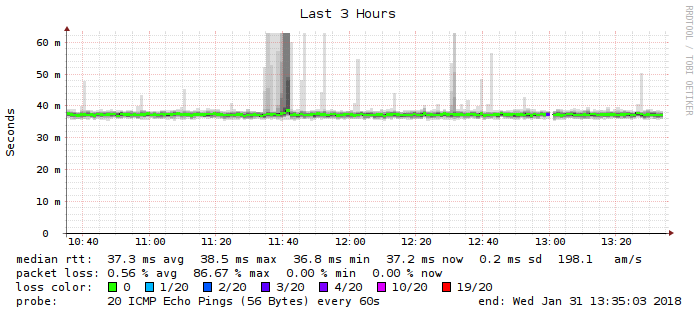 Last 3 Hours
RRDTOOL / TOBI OETIKER
Seconds
60 m
50 m
40 m
30 m
20 m
10 m
0
10:40 11:00 11:20 11:40 12:00 12:20 12:40 13:00 13:20
median rtt: 37.3 ms avg 38.5 ms max 36.8 ms min 37.2 ms now 0.2 ms sd 198.1 am/s
packet loss: 0.56 % avg 86.67 % max 0.00 % min 0.00 % now
loss color: 0 1/20 2/20 3/20 4/20 10/20 19/20
probe: 20 ICMP Echo Pings (56 Bytes) every 60s end: Wed Jan 31 13:35:03 2018